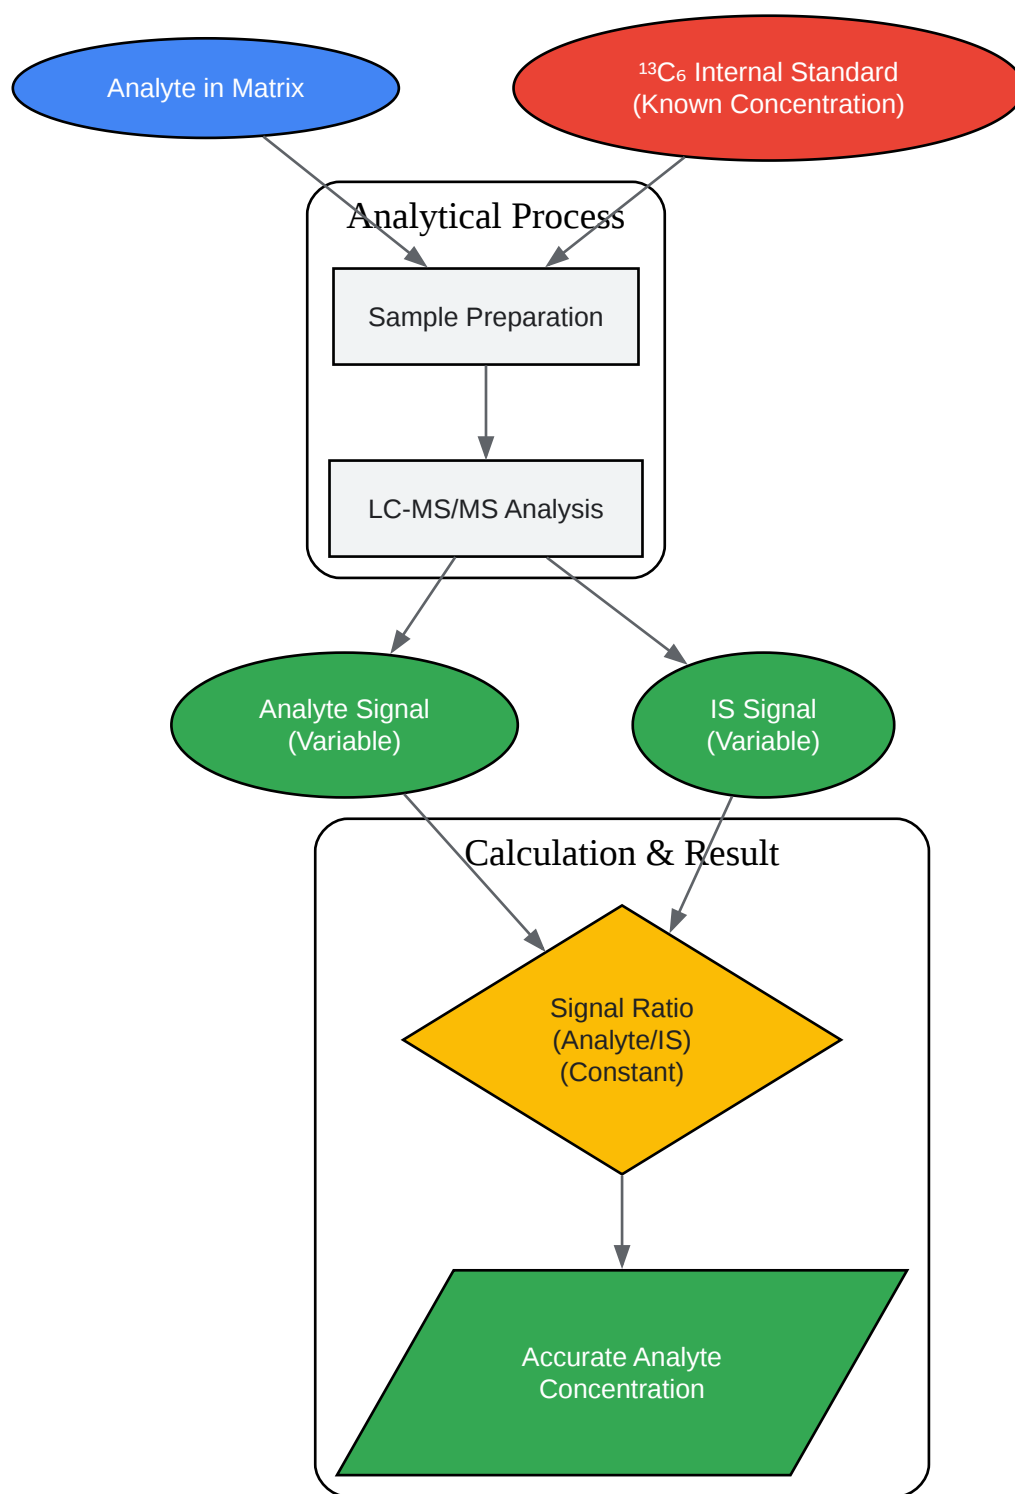 Analyte in Matrix
¹³C₆ Internal Standard
(Known Concentration)
Analytical Process
Sample Preparation
LC-MS/MS Analysis
Analyte Signal
(Variable)
IS Signal
(Variable)
Calculation & Result
Signal Ratio
(Analyte/IS)
(Constant)
Accurate Analyte
Concentration